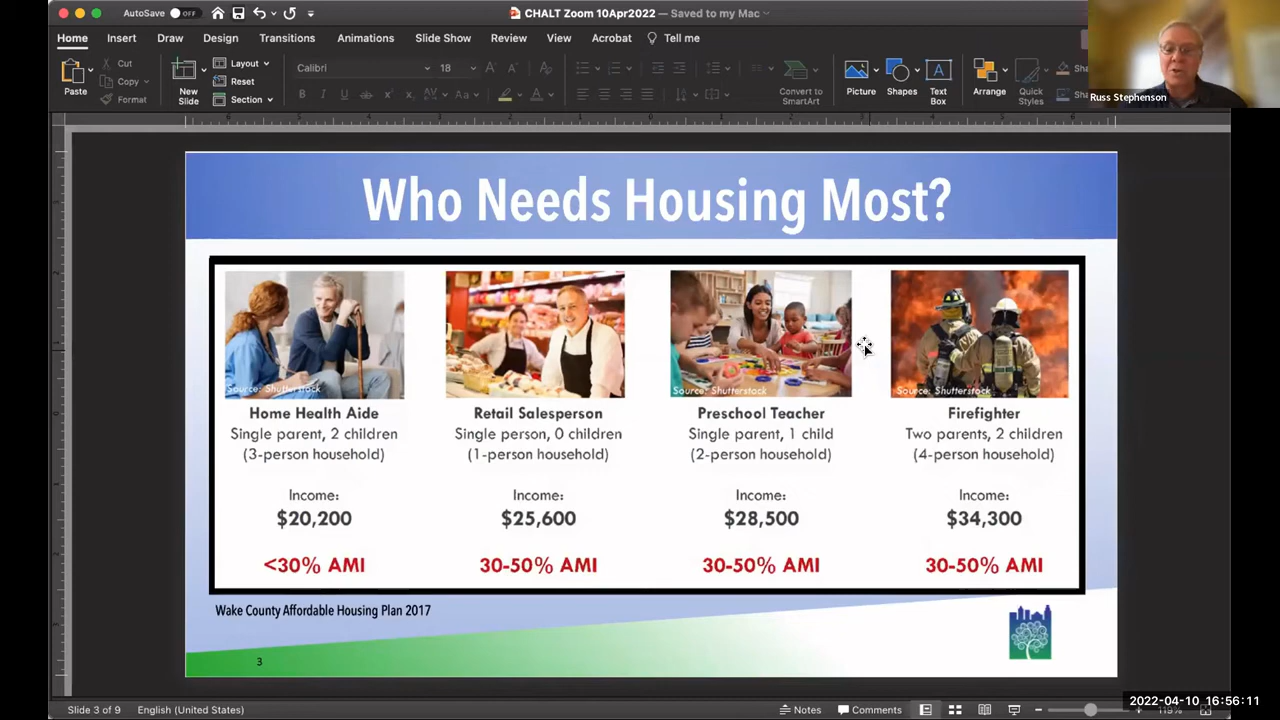 AutoSave OFF
CHALT Zoom 10Apr2022 — Saved to my Mac
Home Insert Draw Design Transitions Animations Slide Show Review View Acrobat Tell me
Paste
Cut
Copy
Format
New
Slide
Layout
Reset
Section
Calibri 18
Convert to
SmartArt
Picture
Shapes
Text
Box
Arrange
Quick
Styles
Russ Stephenson
Who Needs Housing Most?
Source: Shutterstock
Source: Shutterstock
Source: Shutterstock
Home Health Aide
Single parent, 2 children
(3-person household)
Income:
$20,200
<30% AMI
Retail Salesperson
Single person, 0 children
(1-person household)
Income:
$25,600
30-50% AMI
Preschool Teacher
Single parent, 1 child
(2-person household)
Income:
$28,500
30-50% AMI
Firefighter
Two parents, 2 children
(4-person household)
Income:
$34,300
30-50% AMI
Wake County Affordable Housing Plan 2017
3
Slide 3 of 9 English (United States) Notes Comments
2022-04-10 16:56:11